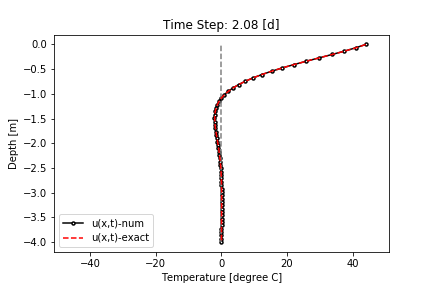 Time Step: 2.08 [d]
0.0
−0.5
−1.0
−1.5
−2.0
−2.5
−3.0
−3.5
−4.0
Depth [m]
u(x,t)-num
u(x,t)-exact
−40
−20
0
20
40
Temperature [degree C]